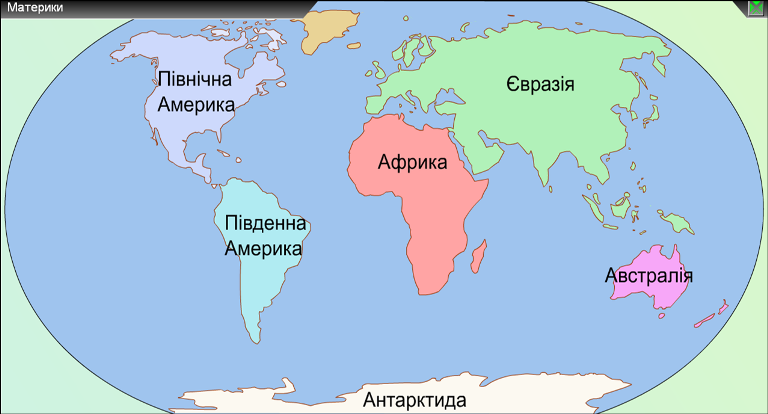 Материки
Північна
Америка
Євразія
Африка
Південна
Америка
Австралія
Антарктида